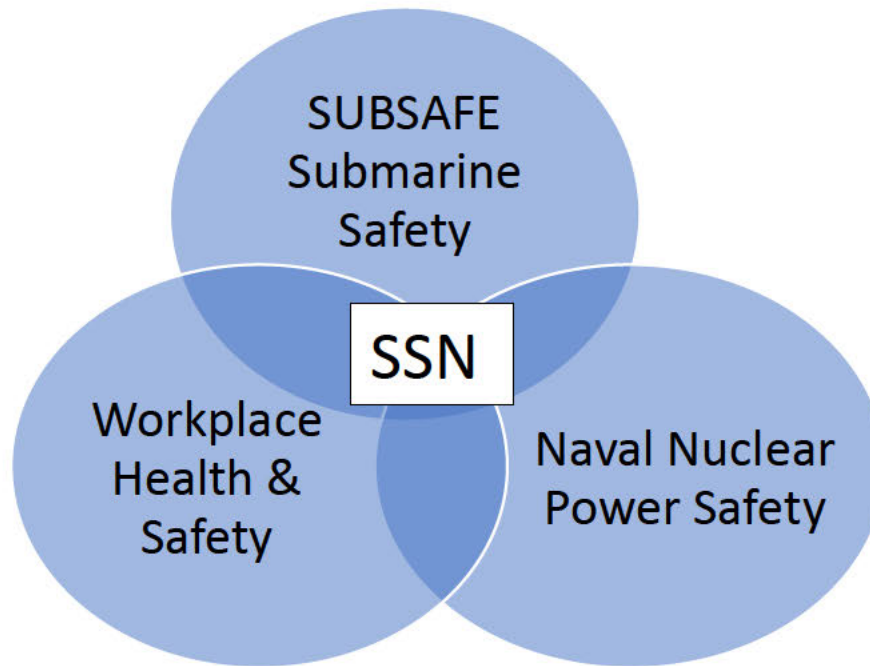 SUBSAFE
Submarine
Safety
SSN
Workplace
Health &
Safety
Naval Nuclear
Power Safety